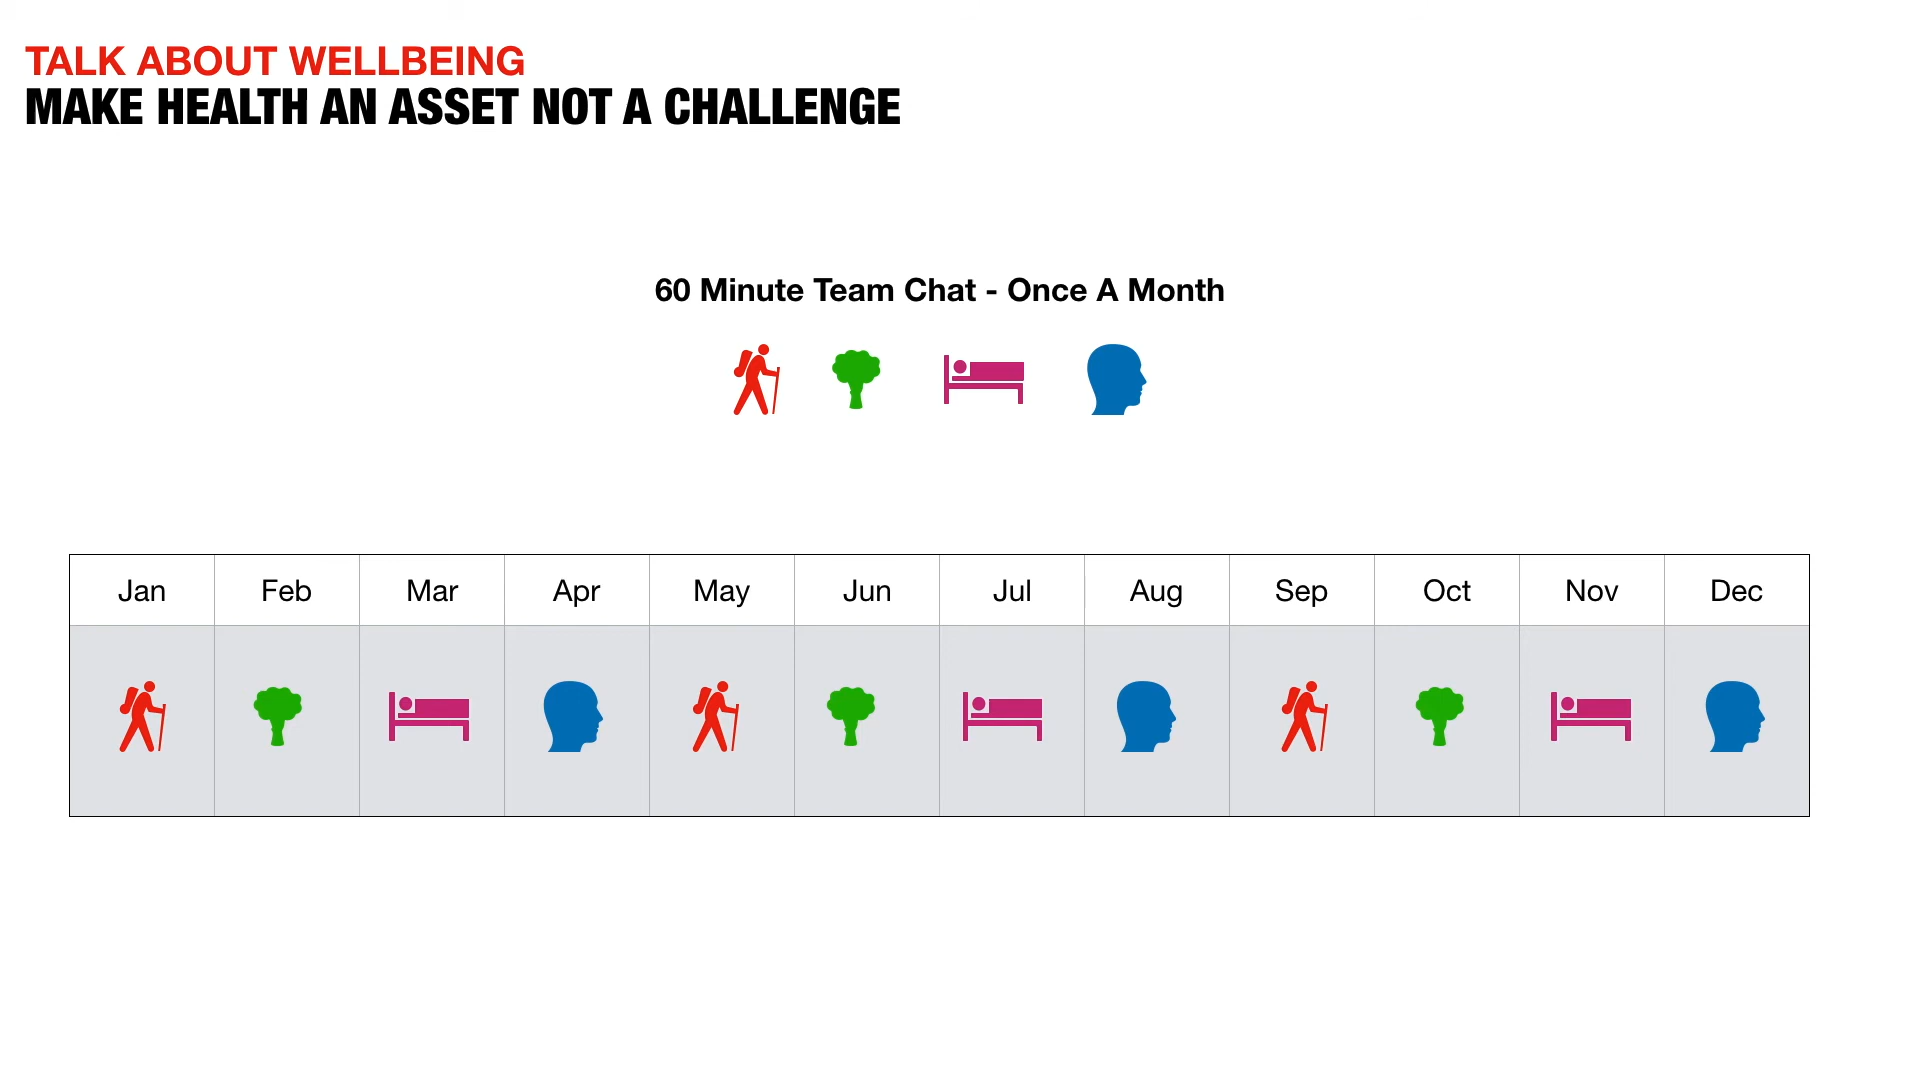 TALK ABOUT WELLBEING
MAKE HEALTH AN ASSET NOT A CHALLENGE
60 Minute Team Chat - Once A Month
Jan Feb Mar Apr May Jun Jul Aug Sep Oct Nov Dec